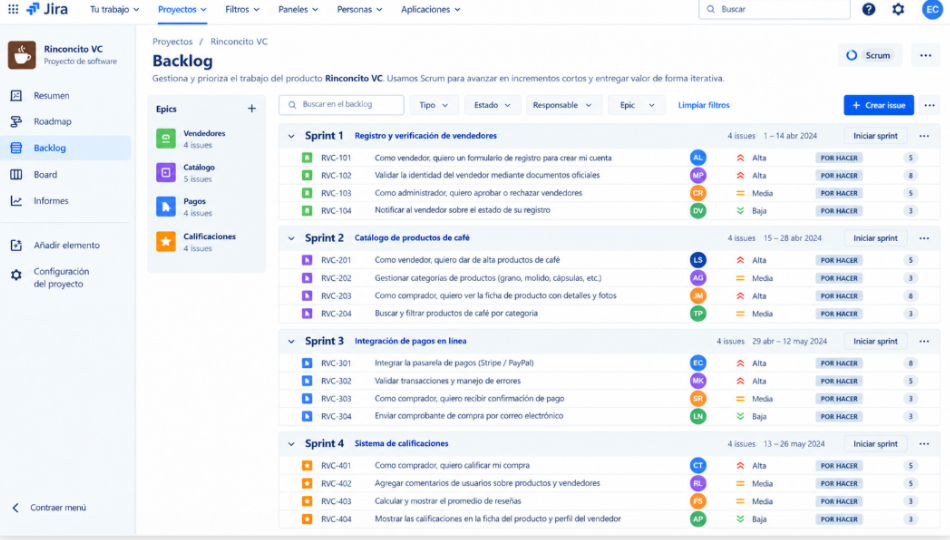 Jira Tu trabajo Proyectos Filtros Paneles Personas Aplicaciones Buscar EC
Rinconcito VC
Proyecto de software
Resumen
Roadmap
Backlog
Board
Informes
Añadir elemento
Configuración
del proyecto
Contraer menú
Proyectos / Rinconcito VC
Backlog
Scrum
Gestiona y prioriza el trabajo del producto Rinconcito VC. Usamos Scrum para avanzar en incrementos cortos y entregar valor de forma iterativa.
Epics +
Vendedores
4 issues
Catálogo
5 issues
Pagos
4 issues
Calificaciones
4 issues
Buscar en el backlog Tipo Estado Responsable Epic Limpiar filtros + Crear issue
Sprint 1 Registro y verificación de vendedores 4 issues 1 – 14 abr 2024 Iniciar sprint
RVC-101 Como vendedor, quiero un formulario de registro para crear mi cuenta AL Alta POR HACER 5
RVC-102 Validar la identidad del vendedor mediante documentos oficiales MP Alta POR HACER 8
RVC-103 Como administrador, quiero aprobar o rechazar vendedores CR Media POR HACER 5
RVC-104 Notificar al vendedor sobre el estado de su registro DV Baja POR HACER 3
Sprint 2 Catálogo de productos de café 4 issues 15 – 28 abr 2024 Iniciar sprint
RVC-201 Como vendedor, quiero dar de alta productos de café LS Alta POR HACER 5
RVC-202 Gestionar categorías de productos (grano, molido, cápsulas, etc.) AG Media POR HACER 3
RVC-203 Como comprador, quiero ver la ficha de producto con detalles y fotos JM Alta POR HACER 8
RVC-204 Buscar y filtrar productos de café por categoría TP Media POR HACER 3
Sprint 3 Integración de pagos en línea 4 issues 29 abr – 12 may 2024 Iniciar sprint
RVC-301 Integrar la pasarela de pagos (Stripe / PayPal) EC Alta POR HACER 8
RVC-302 Validar transacciones y manejo de errores MK Alta POR HACER 5
RVC-303 Como comprador, quiero recibir confirmación de pago SR Media POR HACER 3
RVC-304 Enviar comprobante de compra por correo electrónico LN Baja POR HACER 3
Sprint 4 Sistema de calificaciones 4 issues 13 – 26 may 2024 Iniciar sprint
RVC-401 Como comprador, quiero calificar mi compra CT Alta POR HACER 5
RVC-402 Agregar comentarios de usuarios sobre productos y vendedores RL Media POR HACER 5
RVC-403 Calcular y mostrar el promedio de reseñas FS Media POR HACER 5
RVC-404 Mostrar las calificaciones en la ficha del producto y perfil del vendedor AP Baja POR HACER 3